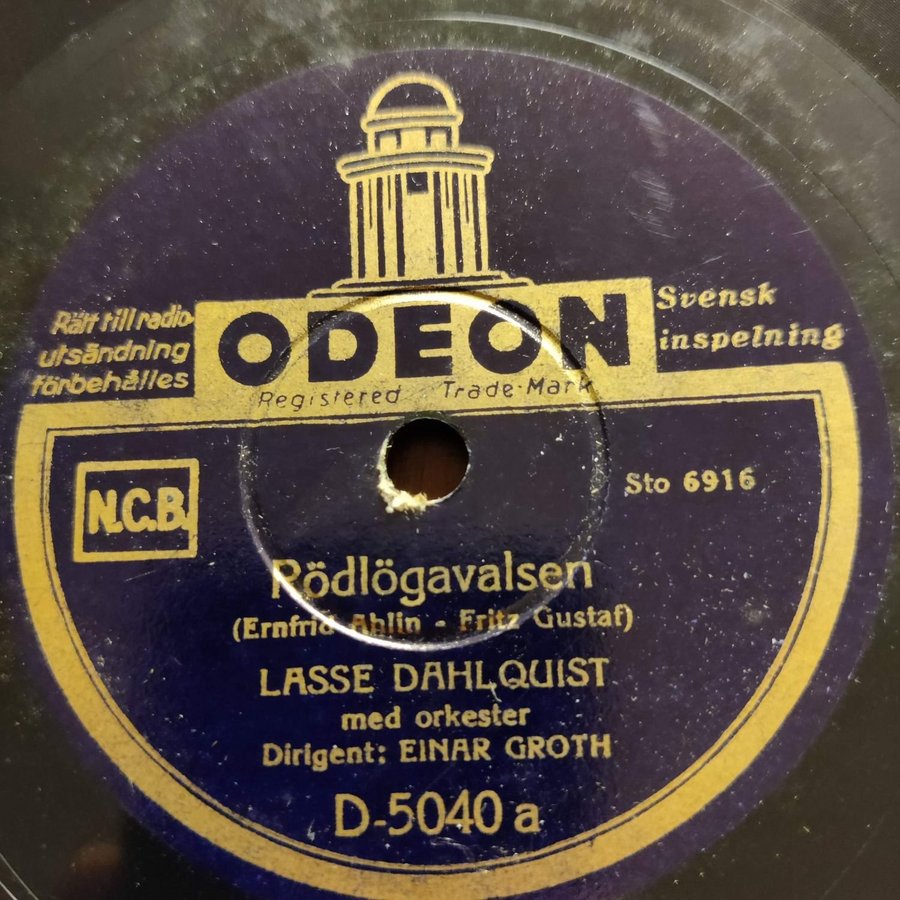 Rätt till radio-
utsändning
förbehålles
ODEON
Svensk
inspelning
Registered Trade-Mark
N.C.B.
Sto 6916
Rödlögavalsen
(Ernfrid Ahlin - Fritz Gustaf)
LASSE DAHLQUIST
med orkester
Dirigent: EINAR GROTH
D-5040 a